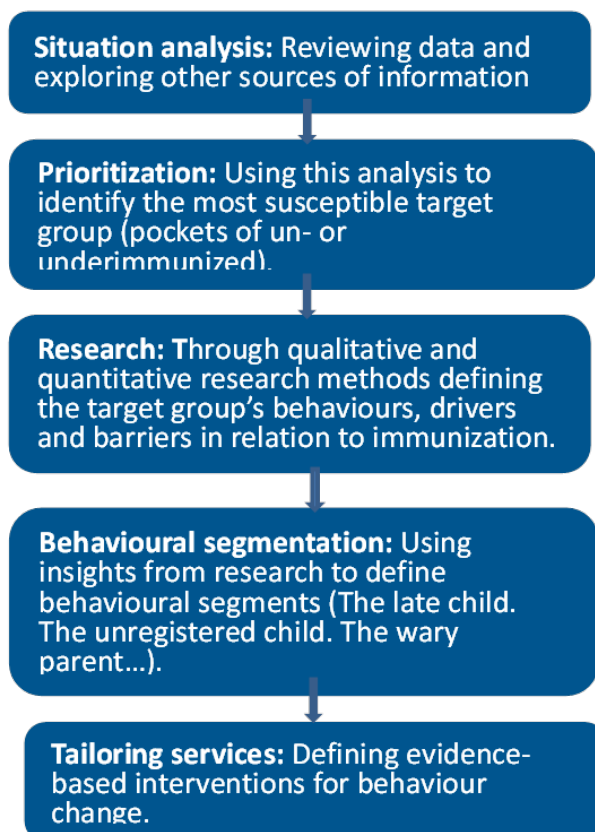 Situation analysis: Reviewing data and
exploring other sources of information
Prioritization: Using this analysis to
identify the most susceptible target
group (pockets of un- or
underimmunized).
Research: Through qualitative and
quantitative research methods defining
the target group's behaviours, drivers
and barriers in relation to immunization.
Behavioural segmentation: Using
insights from research to define
behavioural segments (The late child.
The unregistered child. The wary
parent...).
Tailoring services: Defining evidence-
based interventions for behaviour
change.